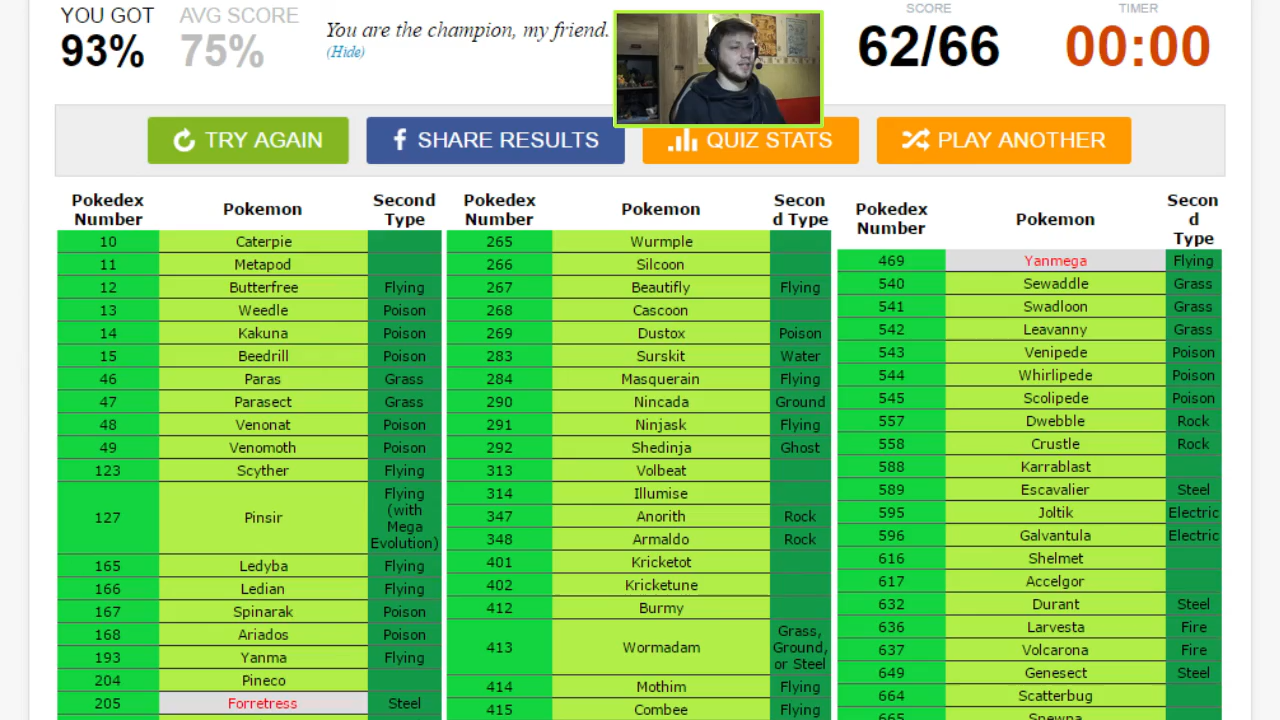 YOU GOT
93%
AVG SCORE
75%
You are the champion, my friend.
(Hide)
SCORE
62/66
TIMER
00:00
TRY AGAIN
f SHARE RESULTS
QUIZ STATS
PLAY ANOTHER
Pokedex Number Pokemon Second Type
10 Caterpie
11 Metapod
12 Butterfree Flying
13 Weedle Poison
14 Kakuna Poison
15 Beedrill Poison
46 Paras Grass
47 Parasect Grass
48 Venonat Poison
49 Venomoth Poison
123 Scyther Flying
127 Pinsir Flying (with Mega Evolution)
165 Ledyba Flying
166 Ledian Flying
167 Spinarak Poison
168 Ariados Poison
193 Yanma Flying
204 Pineco
205 Forretress Steel
Pokedex Number Pokemon Secon d Type
265 Wurmple
266 Silcoon
267 Beautifly Flying
268 Cascoon
269 Dustox Poison
283 Surskit Water
284 Masquerain Flying
290 Nincada Ground
291 Ninjask Flying
292 Shedinja Ghost
313 Volbeat
314 Illumise
347 Anorith Rock
348 Armaldo Rock
401 Kricketot
402 Kricketune
412 Burmy
413 Wormadam Grass, Ground, or Steel
414 Mothim Flying
415 Combee Flying
Pokedex Number Pokemon Secon d Type
469 Yanmega Flying
540 Sewaddle Grass
541 Swadloon Grass
542 Leavanny Grass
543 Venipede Poison
544 Whirlipede Poison
545 Scolipede Poison
557 Dwebble Rock
558 Crustle Rock
588 Karrablast
589 Escavalier Steel
595 Joltik Electric
596 Galvantula Electric
616 Shelmet
617 Accelgor
632 Durant Steel
636 Larvesta Fire
637 Volcarona Fire
649 Genesect Steel
664 Scatterbug
665 Spewpa